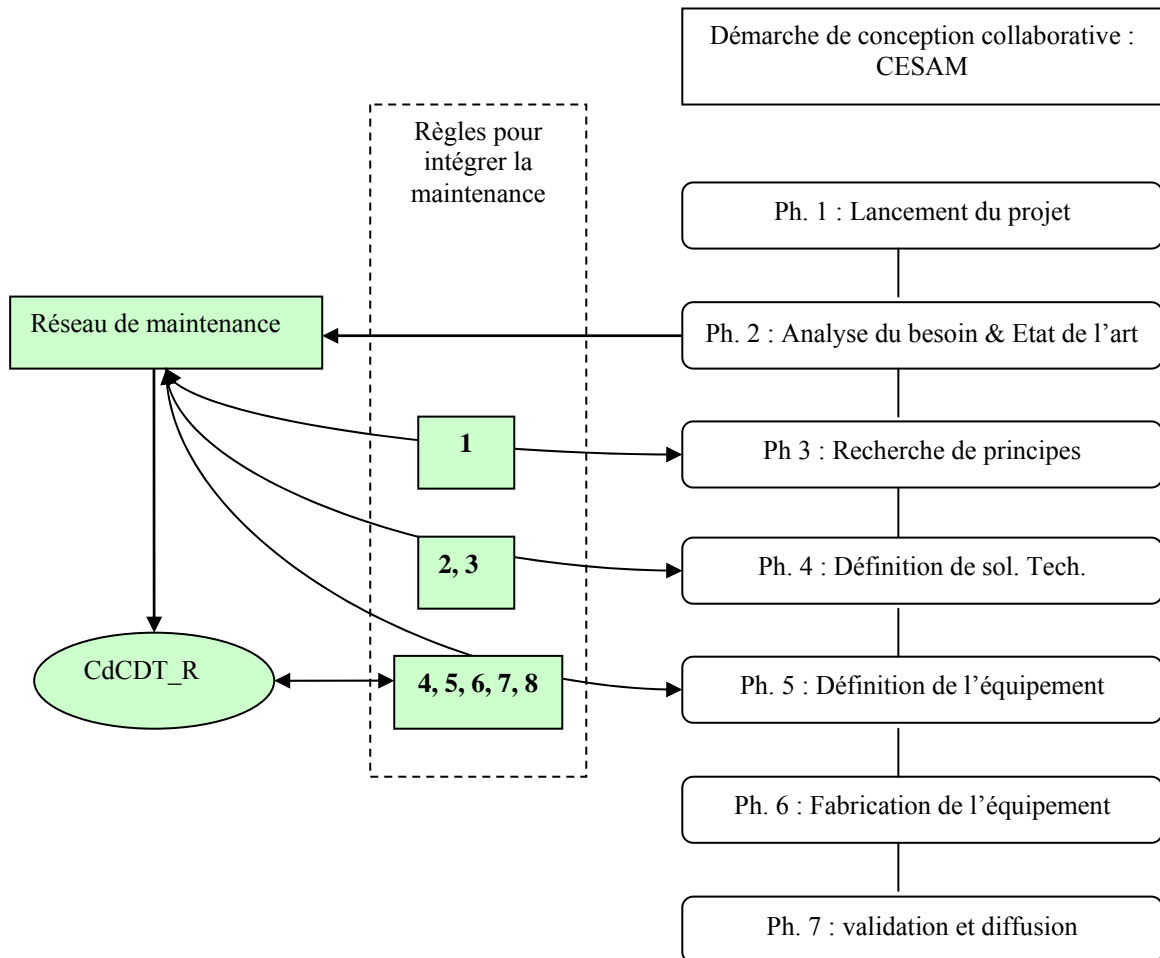 Démarche de conception collaborative :
CESAM
Règles pour
intégrer la
maintenance
Ph. 1 : Lancement du projet
Réseau de maintenance
Ph. 2 : Analyse du besoin & Etat de l’art
1
Ph 3 : Recherche de principes
2, 3
Ph. 4 : Définition de sol. Tech.
CdCDT_R
4, 5, 6, 7, 8
Ph. 5 : Définition de l’équipement
Ph. 6 : Fabrication de l’équipement
Ph. 7 : validation et diffusion